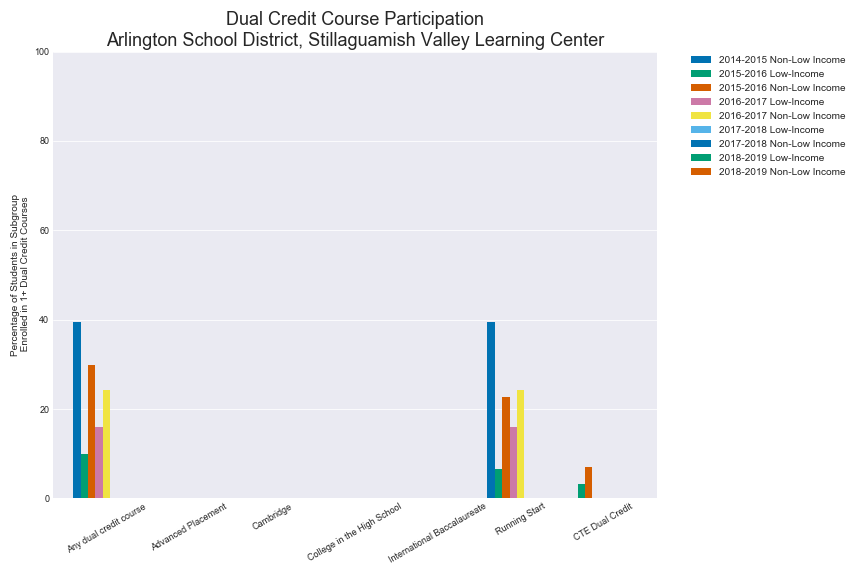 Dual Credit Course Participation
Arlington School District, Stillaguamish Valley Learning Center
Percentage of Students in Subgroup
Enrolled in 1+ Dual Credit Courses
100
80
60
40
20
0
Any dual credit course
Advanced Placement
Cambridge
College in the High School
International Baccalaureate
Running Start
CTE Dual Credit
2014-2015 Non-Low Income
2015-2016 Low-Income
2015-2016 Non-Low Income
2016-2017 Low-Income
2016-2017 Non-Low Income
2017-2018 Low-Income
2017-2018 Non-Low Income
2018-2019 Low-Income
2018-2019 Non-Low Income